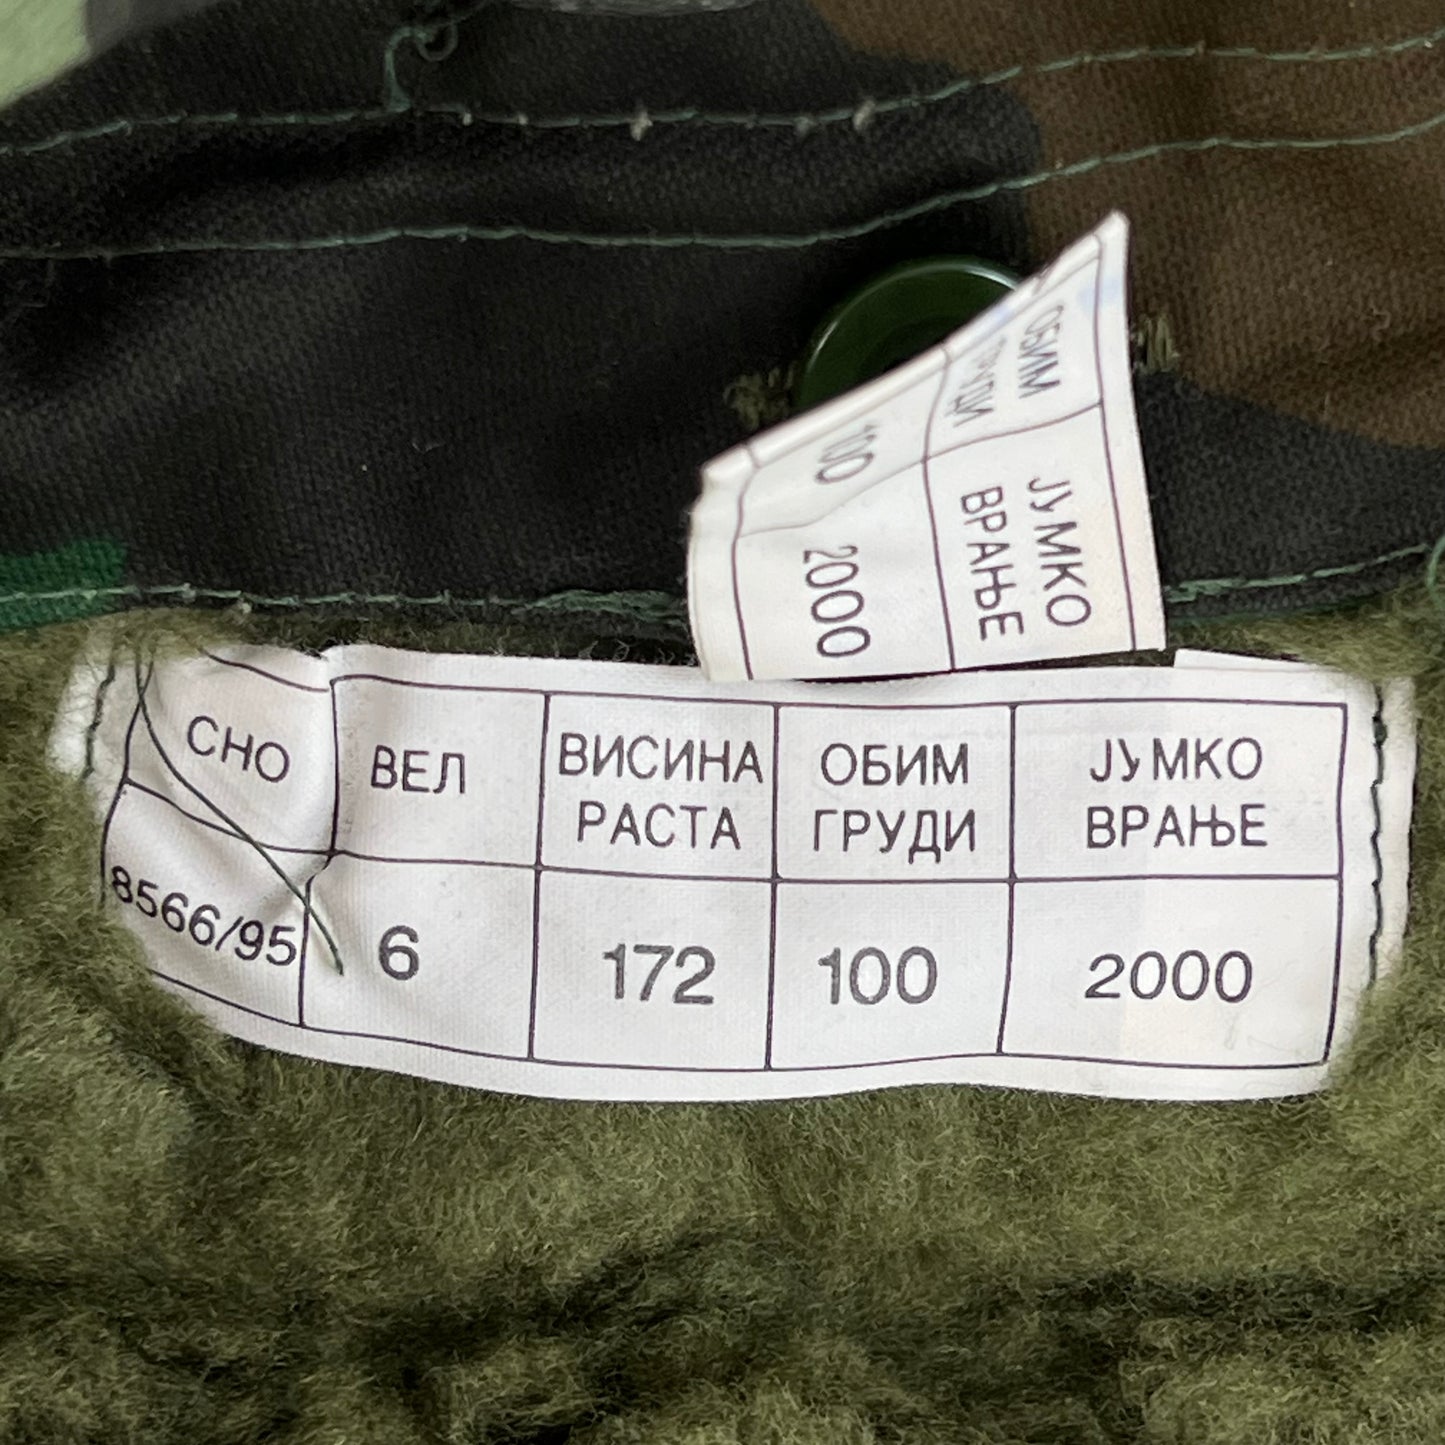 ОБИМ
ГРУДИ
ЈУМКО
ВРАЊЕ
100
2000
СНО
ВЕЛ
ВИСИНА
РАСТА
ОБИМ
ГРУДИ
ЈУМКО
ВРАЊЕ
8566/95
6
172
100
2000